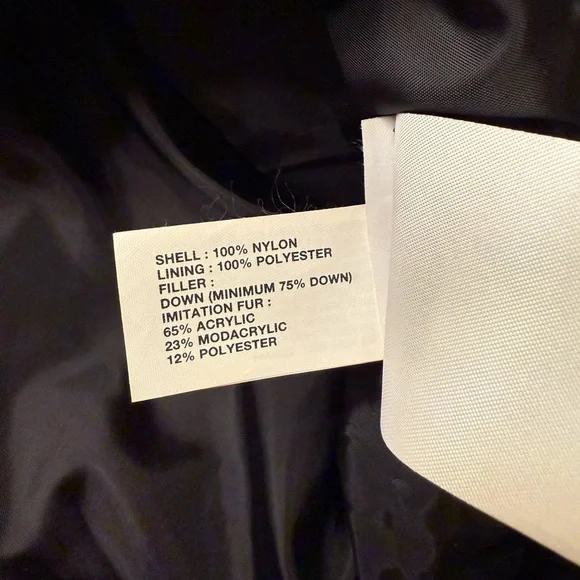 SHELL : 100% NYLON
LINING : 100% POLYESTER
FILLER :
DOWN (MINIMUM 75% DOWN)
IMITATION FUR :
65% ACRYLIC
23% MODACRYLIC
12% POLYESTER